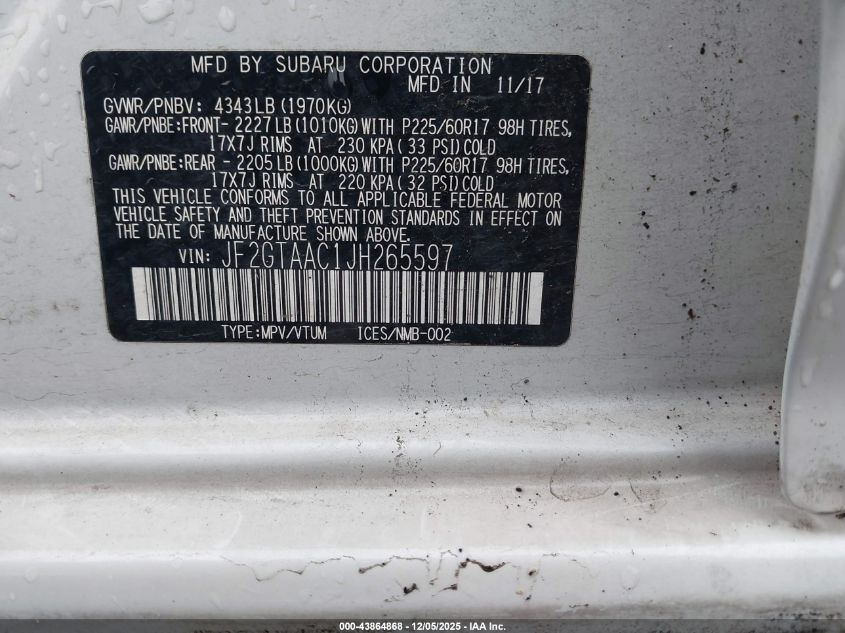 MFD BY SUBARU CORPORATION
MFD IN 11/17
GVWR/PNBV: 4343LB(1970KG)
GAWR/PNBE:FRONT- 2227LB(1010KG)WITH P225/60R17 98H TIRES,
17X7J RIMS AT 230 KPA(33 PSI)COLD
GAWR/PNBE:REAR - 2205LB(1000KG)WITH P225/60R17 98H TIRES,
17X7J RIMS AT 220 KPA(32 PSI)COLD
THIS VEHICLE CONFORMS TO ALL APPLICABLE FEDERAL MOTOR
VEHICLE SAFETY AND THEFT PREVENTION STANDARDS IN EFFECT ON
THE DATE OF MANUFACTURE SHOWN ABOVE.
VIN: JF2GTAAC1JH265597
TYPE:MPV/VTUM ICES/NMB-002
000-43864868 - 12/05/2025 - IAA Inc.